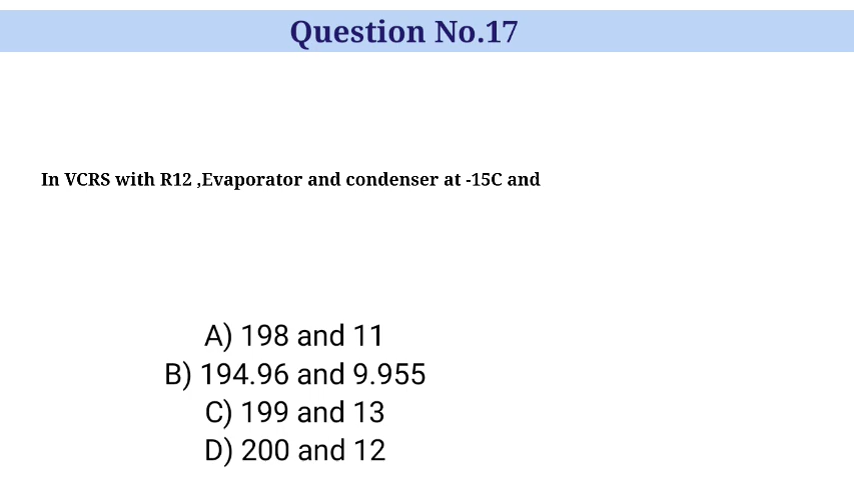 Question No.17
In VCRS with R12 ,Evaporator and condenser at -15C and
A) 198 and 11
B) 194.96 and 9.955
C) 199 and 13
D) 200 and 12